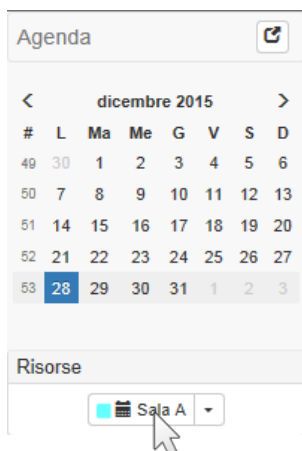 Agenda
dicembre 2015
# L Ma Me G V S D
49 30 1 2 3 4 5 6
50 7 8 9 10 11 12 13
51 14 15 16 17 18 19 20
52 21 22 23 24 25 26 27
53 28 29 30 31 1 2 3
Risorse
Sala A